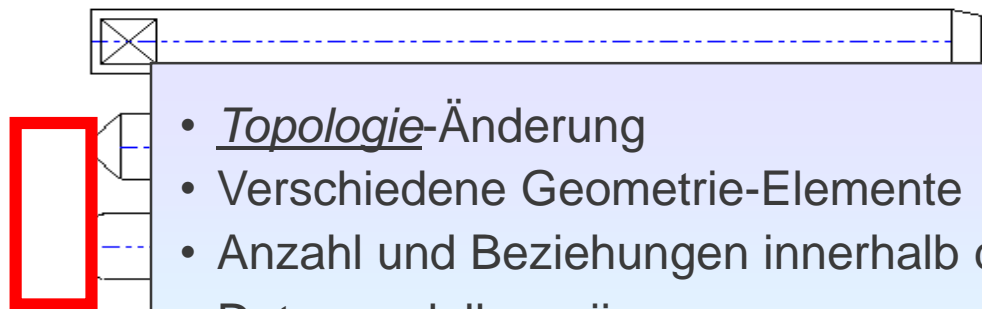 • Topologie-Änderung
• Verschiedene Geometrie-Elemente
• Anzahl und Beziehungen innerhalb